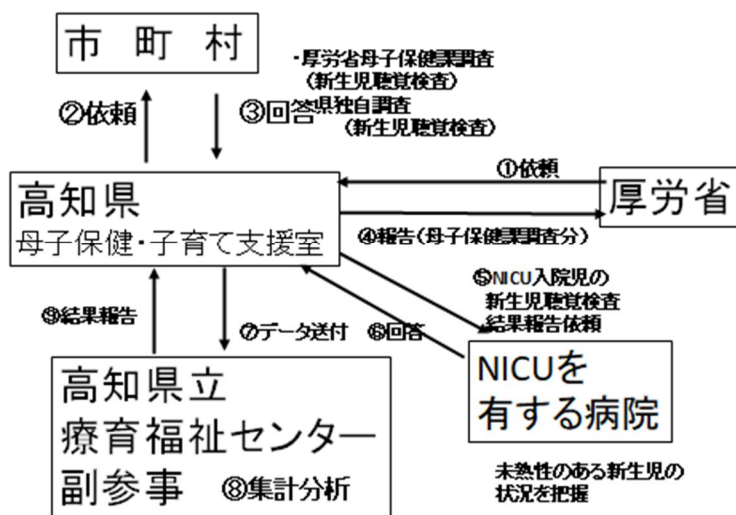 市 町 村
・厚労省母子保健課調査
(新生児聴覚検査)
②依頼
③回答
県独自調査
(新生児聴覚検査)
①依頼
高知県
母子保健・子育て支援室
厚労省
④報告(母子保健課調査分)
⑤NICU入院児の
新生児聴覚検査
結果報告依頼
⑨結果報告
⑦データ送付
⑥回答
高知県立
療育福祉センター
副参事 ⑧集計分析
NICUを
有する病院
未熟性のある新生児の
状況を把握